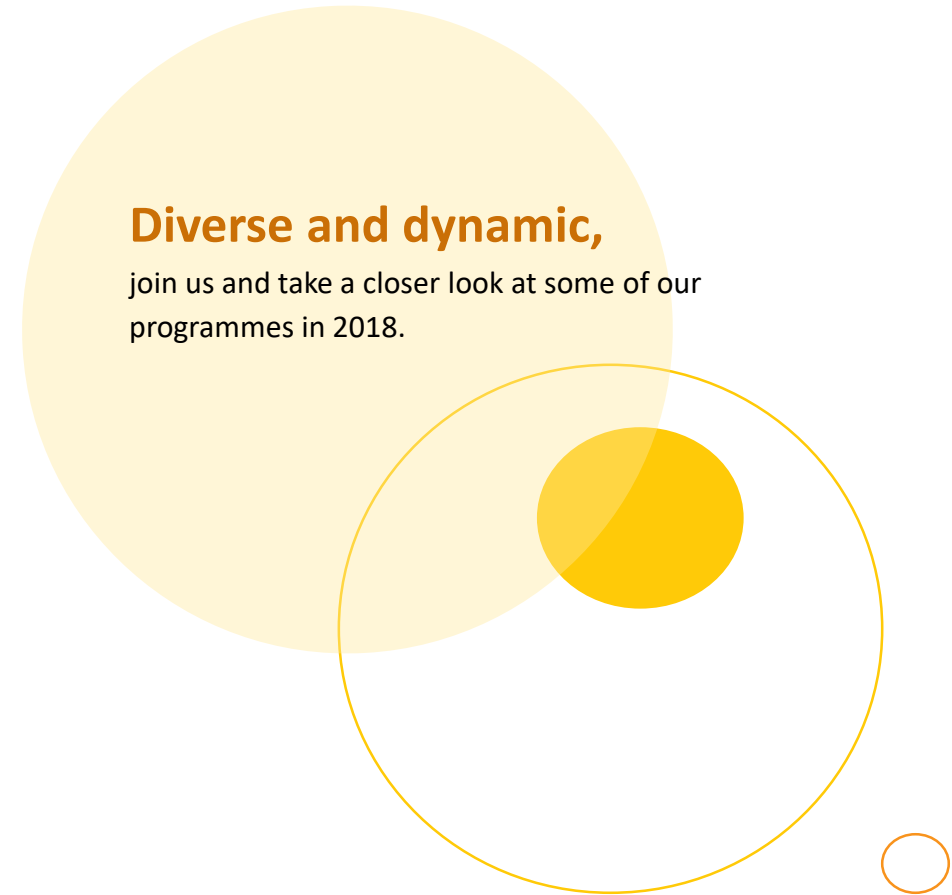 Diverse and dynamic,
join us and take a closer look at some of our
programmes in 2018.